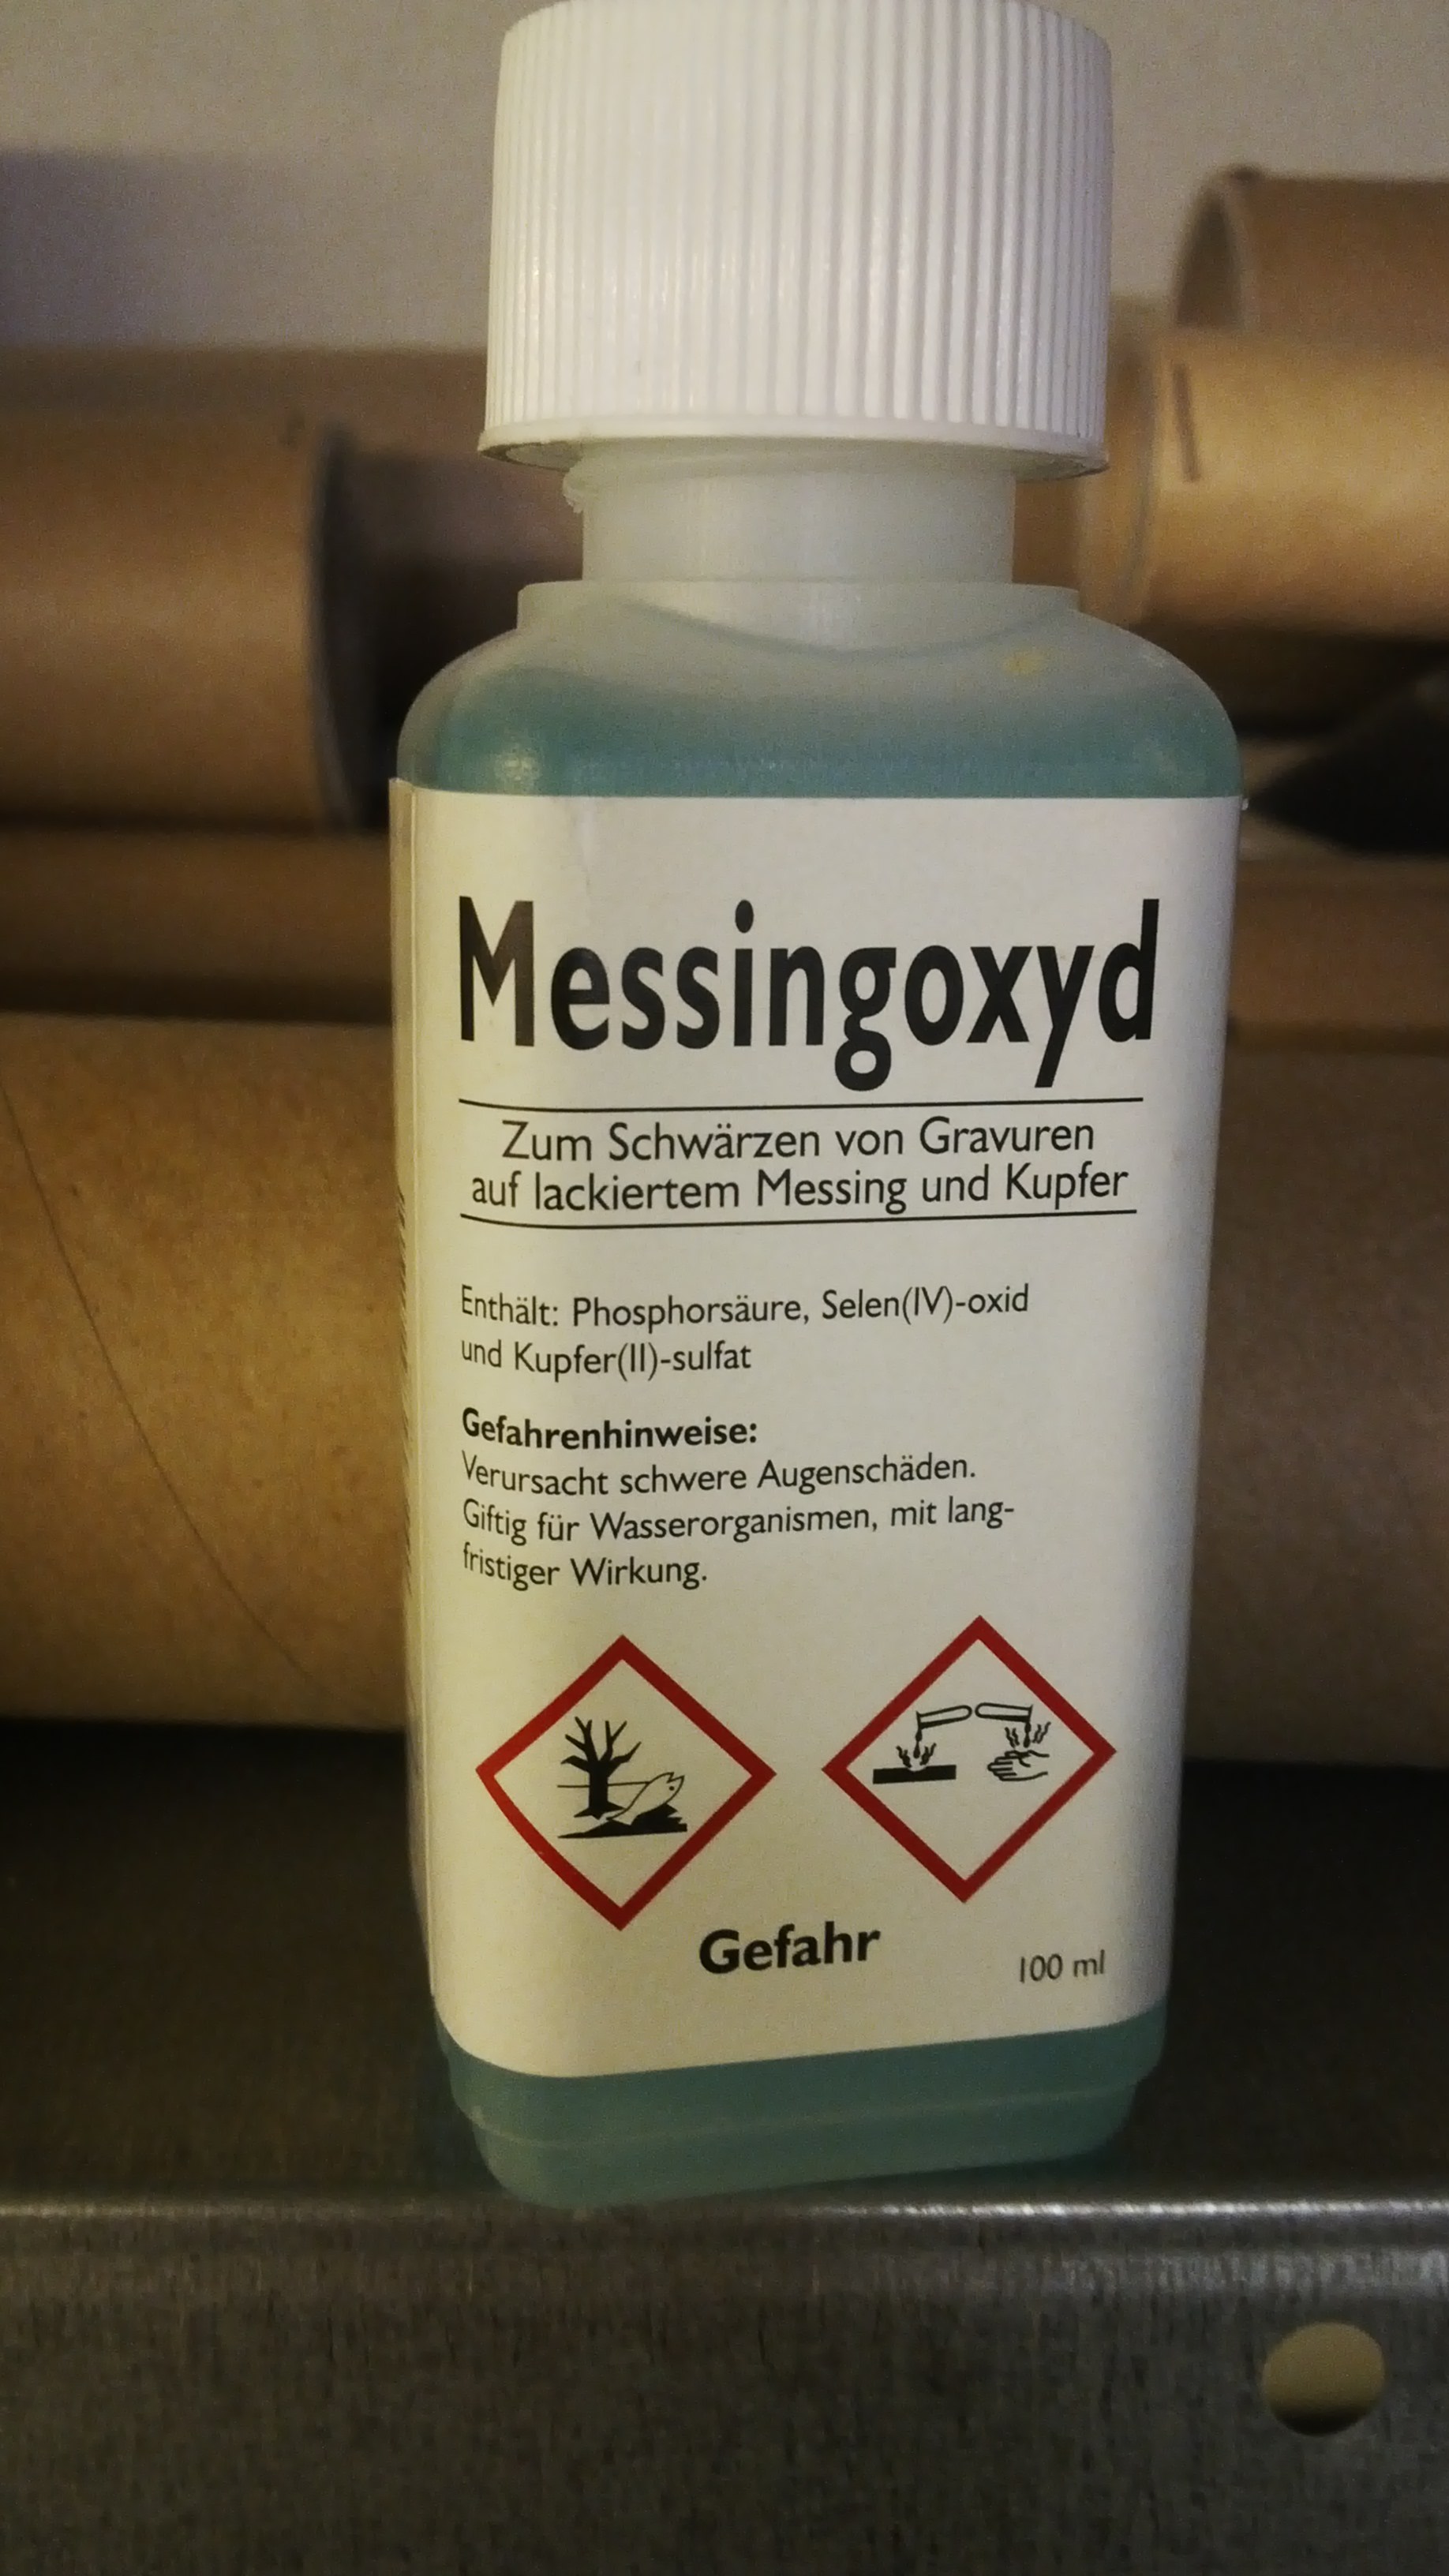 Messingoxyd
Zum Schwärzen von Gravuren
auf lackiertem Messing und Kupfer
Enthält: Phosphorsäure, Selen(IV)-oxid
und Kupfer(II)-sulfat
Gefahrenhinweise:
Verursacht schwere Augenschäden.
Giftig für Wasserorganismen, mit lang-
fristiger Wirkung.
Gefahr
100 ml